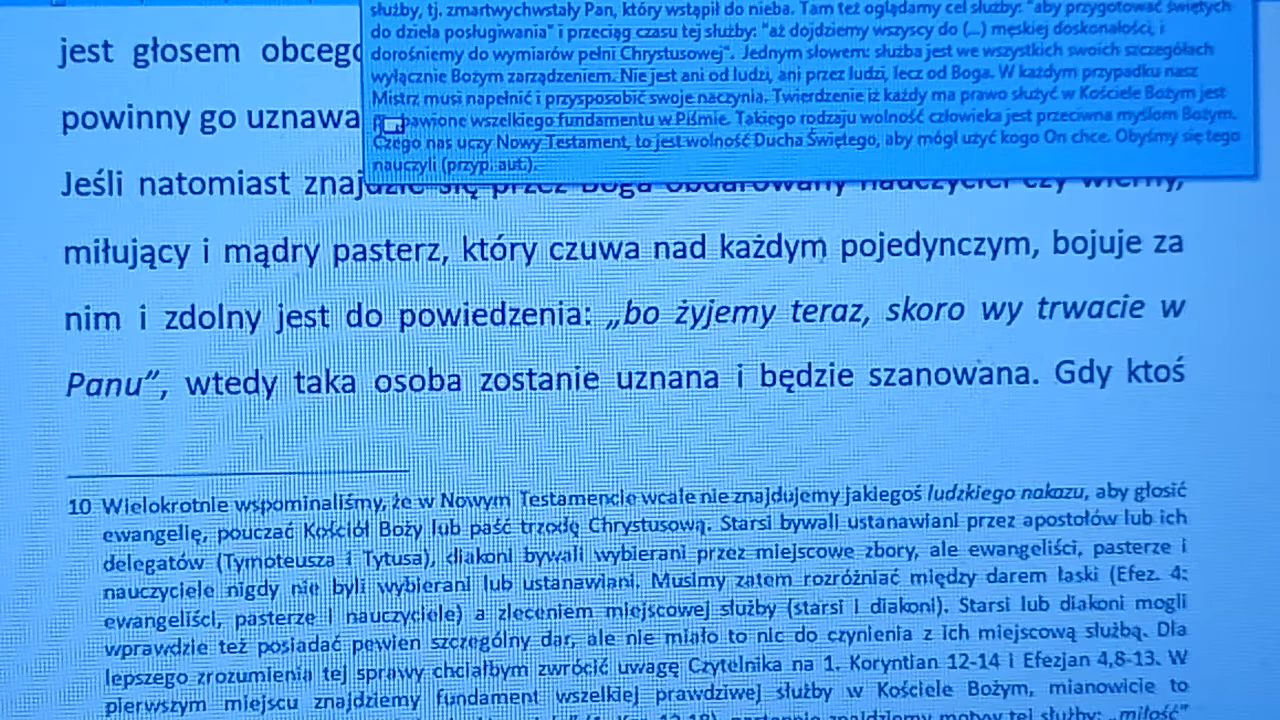 służby, tj. zmartwychwstały Pan, który wstąpił do nieba. Tam też oglądamy cel służby: "aby przygotować świętych
do dzieła posługiwania" i przeciąg czasu tej służby: "aż dojdziemy wszyscy do (...) męskiej doskonałości, i
dorośniemy do wymiarów pełni Chrystusowej". Jednym słowem: służba jest we wszystkich swoich szczegółach
wyłącznie Bożym zarządzeniem. Nie jest ani od ludzi, ani przez ludzi, lecz od Boga. W każdym przypadku nasz
Mistrz musi napełnić i przysposobić swoje naczynia. Twierdzenie iż każdy ma prawo służyć w Kościele Bożym jest
pozbawione wszelkiego fundamentu w Piśmie. Takiego rodzaju wolność człowieka jest przeciwna myślom Bożym.
Czego nas uczy Nowy Testament, to jest wolność Ducha Świętego, aby mógł użyć kogo On chce. Obyśmy się tego
nauczyli (przyp. aut.).
jest głosem obcego
powinny go uznawa
Jeśli natomiast znajdzie się przez Boga obdarowany nauczyciel czy wierny,
miłujący i mądry pasterz, który czuwa nad każdym pojedynczym, bojuje za
nim i zdolny jest do powiedzenia: „bo żyjemy teraz, skoro wy trwacie w
Panu”, wtedy taka osoba zostanie uznana i będzie szanowana. Gdy ktoś
10 Wielokrotnie wspominaliśmy, że w Nowym Testamencie wcale nie znajdujemy jakiegoś ludzkiego nakazu, aby głosić
ewangelię, pouczać Kościół Boży lub paść trzodę Chrystusową. Starsi bywali ustanawiani przez apostołów lub ich
delegatów (Tymoteusza i Tytusa), diakoni bywali wybierani przez miejscowe zbory, ale ewangeliści, pasterze i
nauczyciele nigdy nie byli wybierani lub ustanawiani. Musimy zatem rozróżniać między darem łaski (Efez. 4:
ewangeliści, pasterze i nauczyciele) a zleceniem miejscowej służby (starsi i diakoni). Starsi lub diakoni mogli
wprawdzie też posiadać pewien szczególny dar, ale nie miało to nic do czynienia z ich miejscową służbą. Dla
lepszego zrozumienia tej sprawy chciałbym zwrócić uwagę Czytelnika na 1. Koryntian 12-14 i Efezjan 4,8-13. W
pierwszym miejscu znajdziemy fundament wszelkiej prawdziwej służby w Kościele Bożym, mianowicie to
znajdziemy motyw tej służby: „miłość”